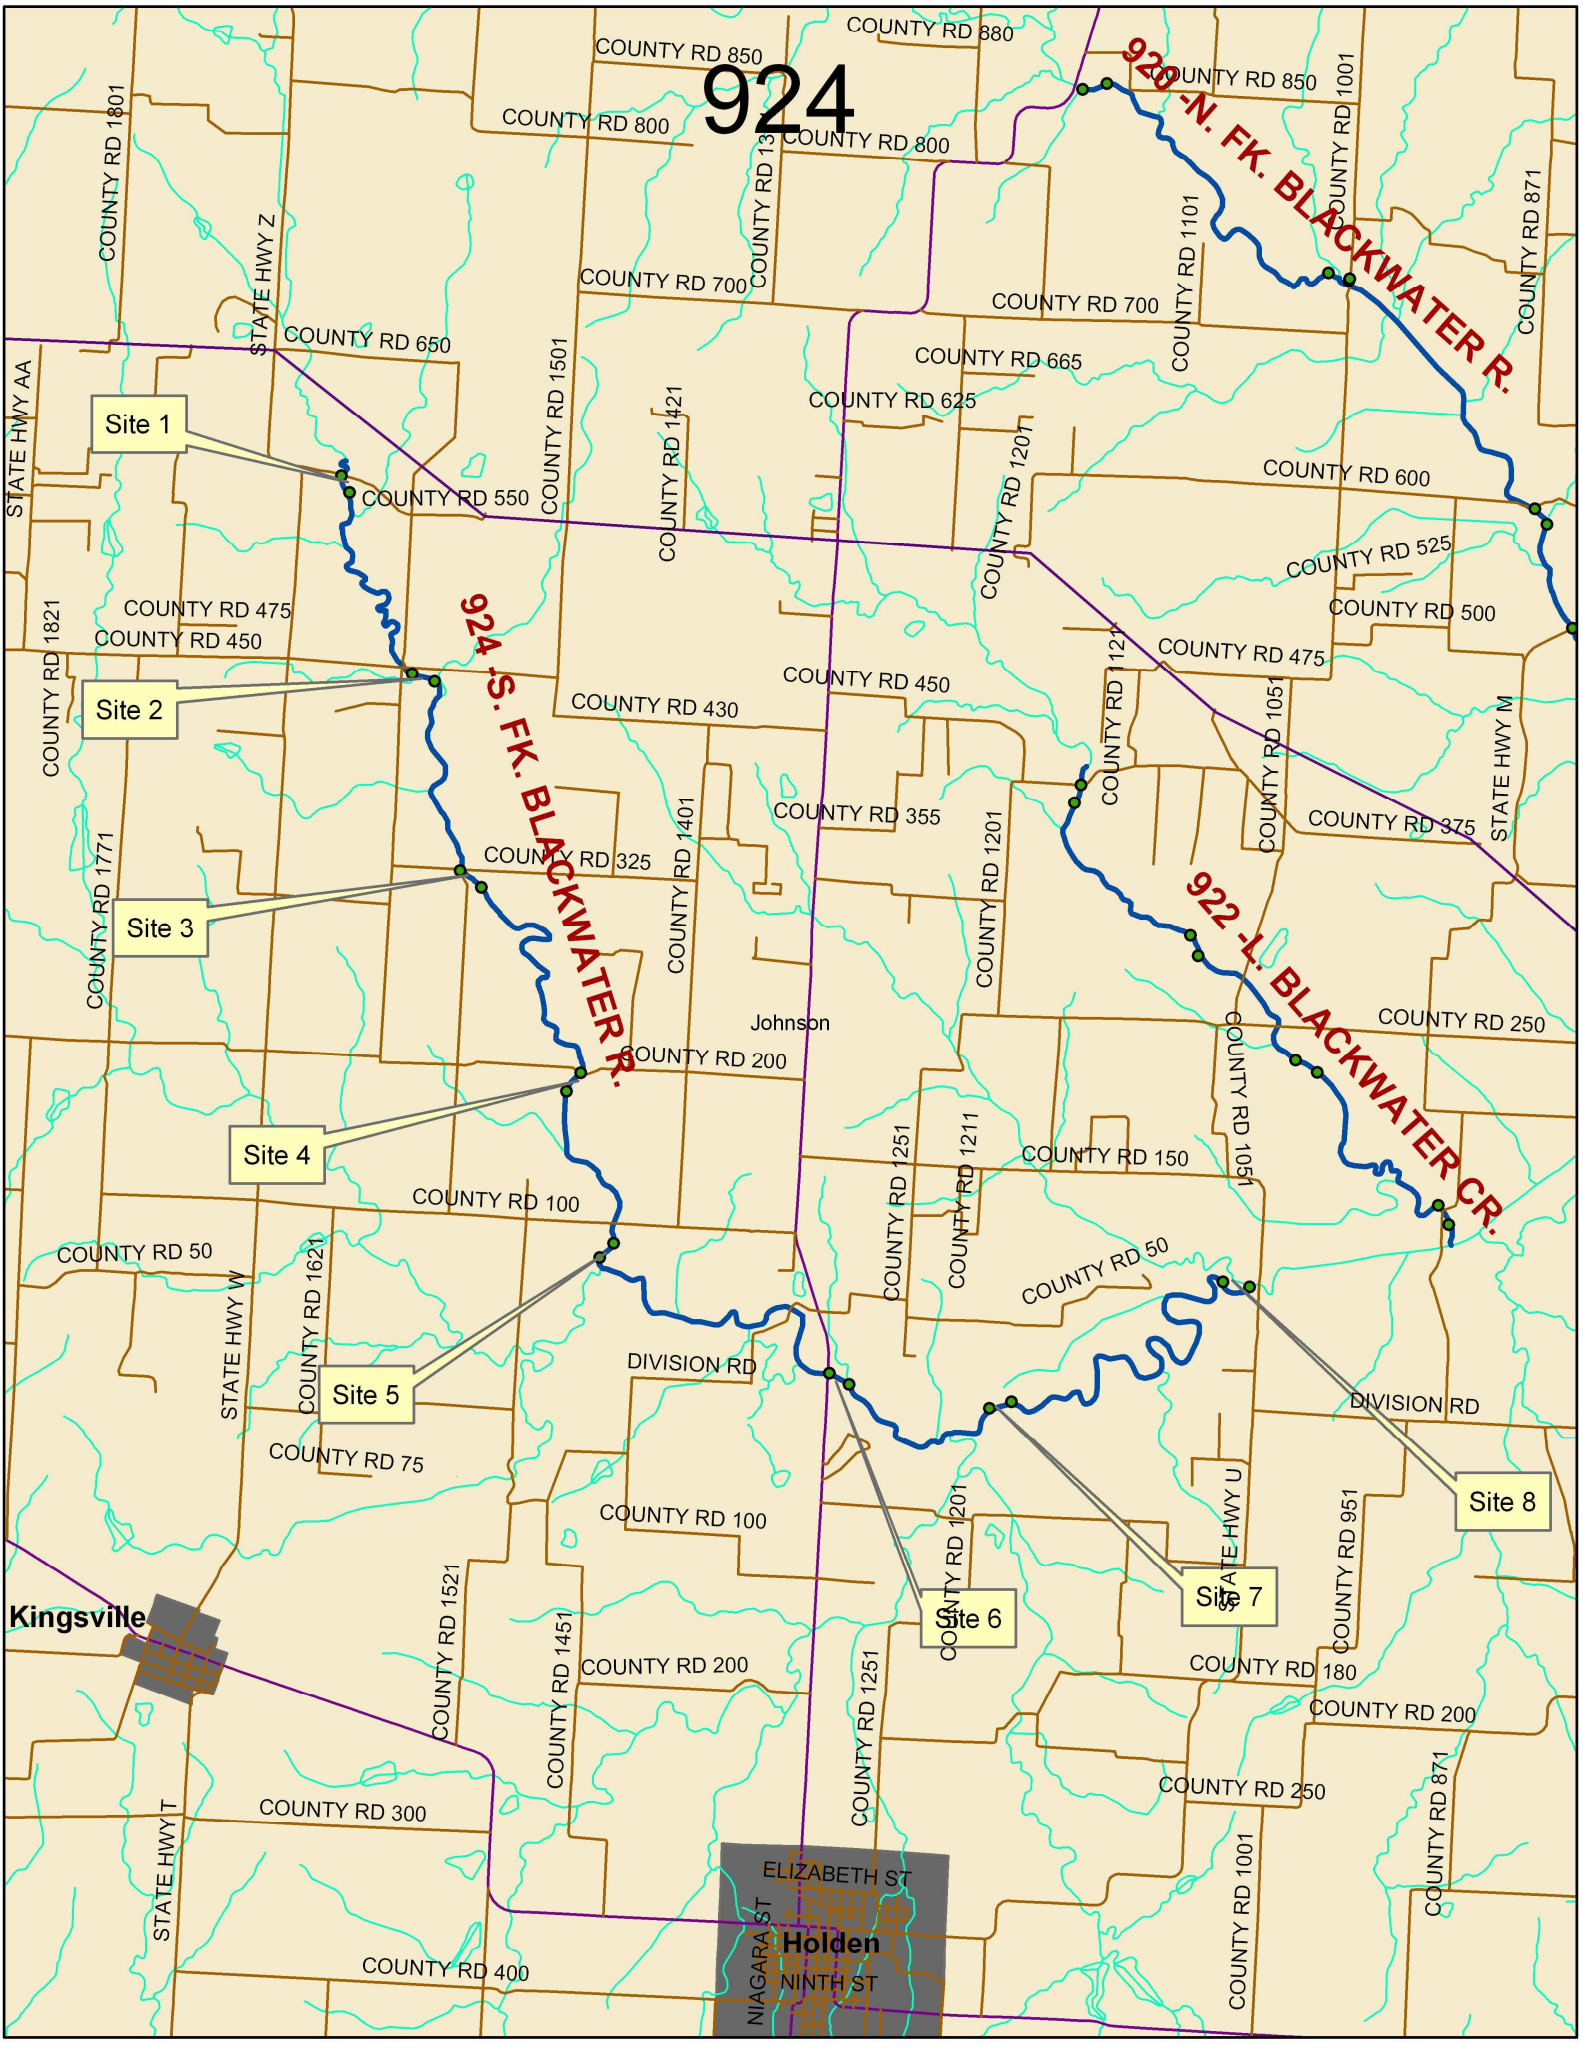 COUNTY RD 880
COUNTY RD 850
924
920 -N. FK. BLACKWATER R.
COUNTY RD 850
COUNTY RD 1801
COUNTY RD 1001
COUNTY RD 800
COUNTY RD 13
COUNTY RD 800
COUNTY RD 871
STATE HWY Z
COUNTY RD 1101
COUNTY RD 700
COUNTY RD 700
COUNTY RD 650
COUNTY RD 1501
COUNTY RD 665
STATE HWY AA
COUNTY RD 1421
COUNTY RD 625
Site 1
COUNTY RD 1201
COUNTY RD 600
COUNTY RD 550
COUNTY RD 525
COUNTY RD 475
COUNTY RD 500
COUNTY RD 1821
COUNTY RD 450
924 -S. FK. BLACKWATER R.
COUNTY RD 1121
COUNTY RD 475
COUNTY RD 450
COUNTY RD 1051
STATE HWY M
Site 2
COUNTY RD 430
COUNTY RD 355
COUNTY RD 375
COUNTY RD 1401
COUNTY RD 1201
COUNTY RD 1771
COUNTY RD 325
922 -L. BLACKWATER CR.
Site 3
Johnson
COUNTY RD 250
COUNTY RD 200
COUNTY RD 1051
COUNTY RD 1251
COUNTY RD 1211
Site 4
COUNTY RD 150
COUNTY RD 100
COUNTY RD 50
COUNTY RD 1621
COUNTY RD 50
STATE HWY W
Site 5
DIVISION RD
DIVISION RD
COUNTY RD 75
STATE HWY U
COUNTY RD 951
Site 8
COUNTY RD 100
COUNTY RD 1201
COUNTY RD 1521
Site 7
Kingsville
Site 6
COUNTY RD 1451
COUNTY RD 200
COUNTY RD 1251
COUNTY RD 180
COUNTY RD 200
COUNTY RD 250
COUNTY RD 871
COUNTY RD 300
STATE HWY T
COUNTY RD 1001
ELIZABETH ST
NIAGARA ST
Holden
COUNTY RD 400
NINTH ST